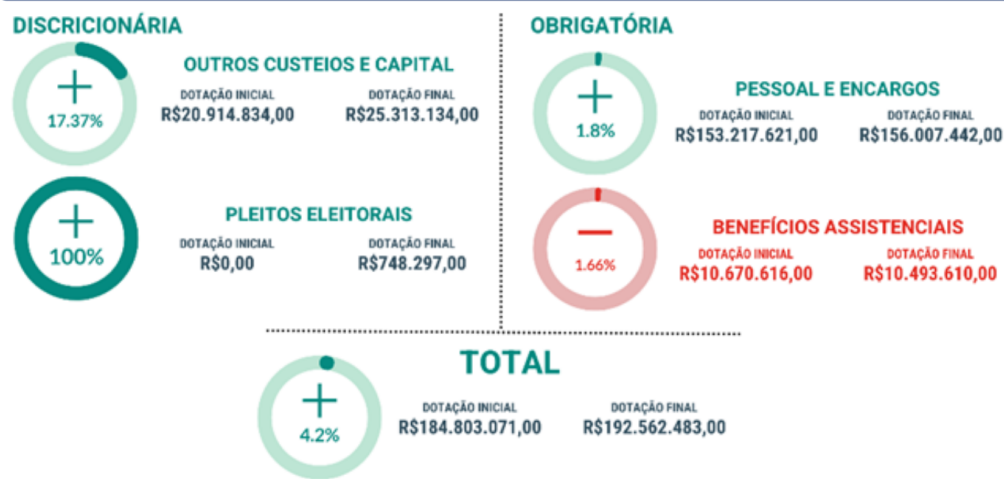 DISCRICIONÁRIA
+
17.37%
OUTROS CUSTEIOS E CAPITAL
DOTAÇÃO INICIAL
R$20.914.834,00
DOTAÇÃO FINAL
R$25.313.134,00
+
100%
PLEITOS ELEITORAIS
DOTAÇÃO INICIAL
R$0,00
DOTAÇÃO FINAL
R$748.297,00
OBRIGATÓRIA
+
1.8%
PESSOAL E ENCARGOS
DOTAÇÃO INICIAL
R$153.217.621,00
DOTAÇÃO FINAL
R$156.007.442,00
—
1.66%
BENEFÍCIOS ASSISTENCIAIS
DOTAÇÃO INICIAL
R$10.670.616,00
DOTAÇÃO FINAL
R$10.493.610,00
+
4.2%
TOTAL
DOTAÇÃO INICIAL
R$184.803.071,00
DOTAÇÃO FINAL
R$192.562.483,00